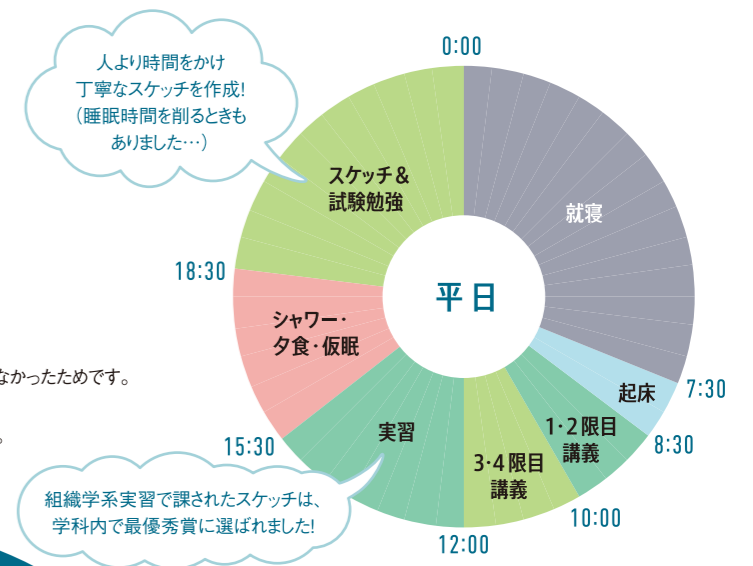 人より時間をかけ
丁寧なスケッチを作成!
（睡眠時間を削るときも
ありました…）
0:00
就寝
スケッチ＆
試験勉強
18:30
平日
シャワー・
夕食・仮眠
なかったためです。
。
起床
7:30
8:30
1・2限目
講義
実習
3・4限目
講義
15:30
10:00
12:00
組織学系実習で課されたスケッチは、
学科内で最優秀賞に選ばれました!